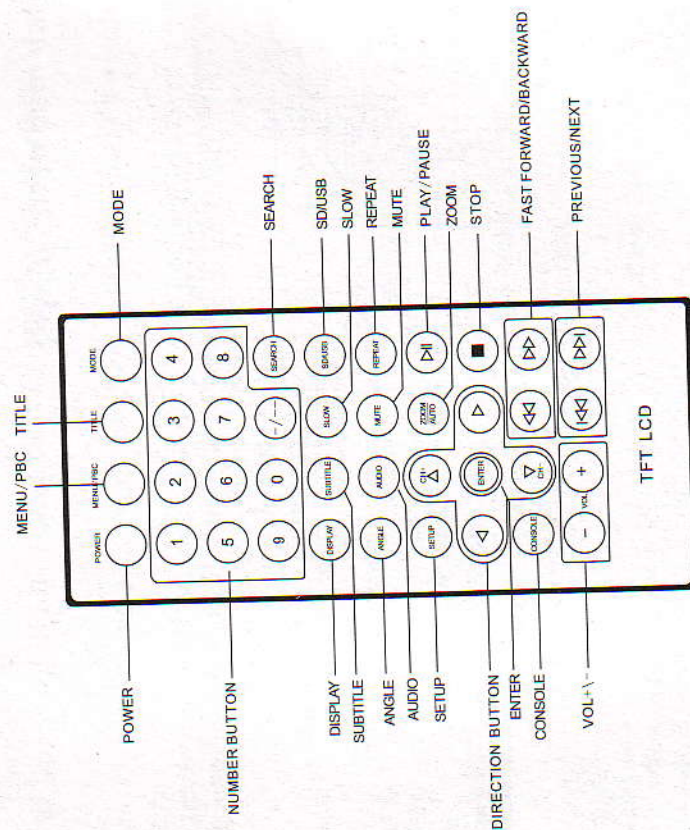 MENU/PBC TITLE
POWER
MODE
NUMBER BUTTON
SEARCH
DISPLAY
SUBTITLE
ANGLE
AUDIO
SETUP
DIRECTION BUTTON
ENTER
CONSOLE
VOL+\-
SD/USB
SLOW
REPEAT
MUTE
PLAY/PAUSE
ZOOM
STOP
FAST FORWARD/BACKWARD
PREVIOUS/NEXT
POWER MENU/PBC TITLE MODE
1 2 3 4
5 6 7 8
9 0 -/-- SEARCH
DISPLAY SUBTITLE SLOW SD/USB
ANGLE AUDIO MUTE REPEAT
SETUP CH+ ZOOM AUTO
ENTER
CONSOLE CH-
- VOL +
TFT LCD